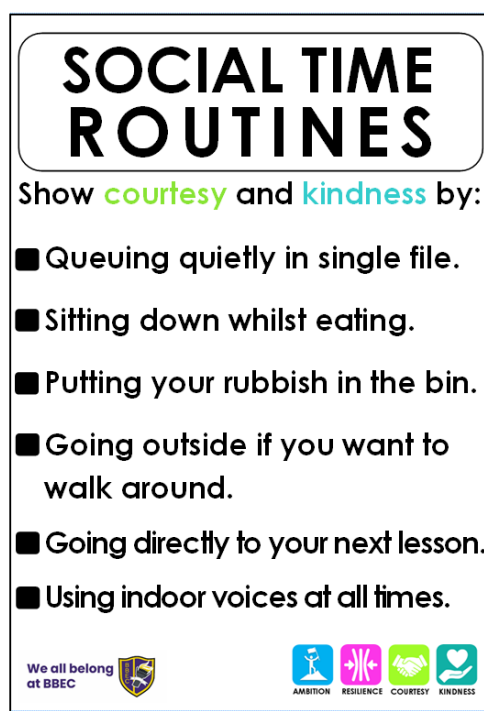 SOCIAL TIME
ROUTINES
Show courtesy and kindness by:
Queuing quietly in single file.
Sitting down whilst eating.
Putting your rubbish in the bin.
Going outside if you want to
walk around.
Going directly to your next lesson.
Using indoor voices at all times.
We all belong
at BBEC
AMBITION RESILIENCE COURTESY KINDNESS